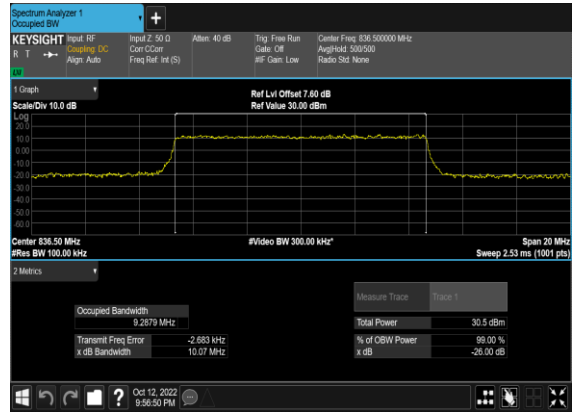 Spectrum Analyzer 1
Occupied BW
+
KEYSIGHT Input: RF Input Z: 50 Ω Atten: 40 dB Trig: Free Run Center Freq: 836.500000 MHz
R T Coupling: DC Corr CCorr Gate: Off Avg|Hold: 500/500
Align: Auto Freq Ref: Int (S) #IF Gain: Low Radio Std: None
1 Graph
Ref Lvl Offset 7.60 dB
Scale/Div 10.0 dB Ref Value 30.00 dBm
Log
20.0
10.0
0.00
-10.0
-20.0
-30.0
-40.0
-50.0
-60.0
Center 836.50 MHz #Video BW 300.00 kHz* Span 20 MHz
#Res BW 100.00 kHz Sweep 2.53 ms (1001 pts)
2 Metrics
Measure Trace Trace 1
Occupied Bandwidth
9.2879 MHz Total Power 30.5 dBm
Transmit Freq Error -2.683 kHz % of OBW Power 99.00 %
x dB Bandwidth 10.07 MHz x dB -26.00 dB
? Oct 12, 2022
9:56:50 PM